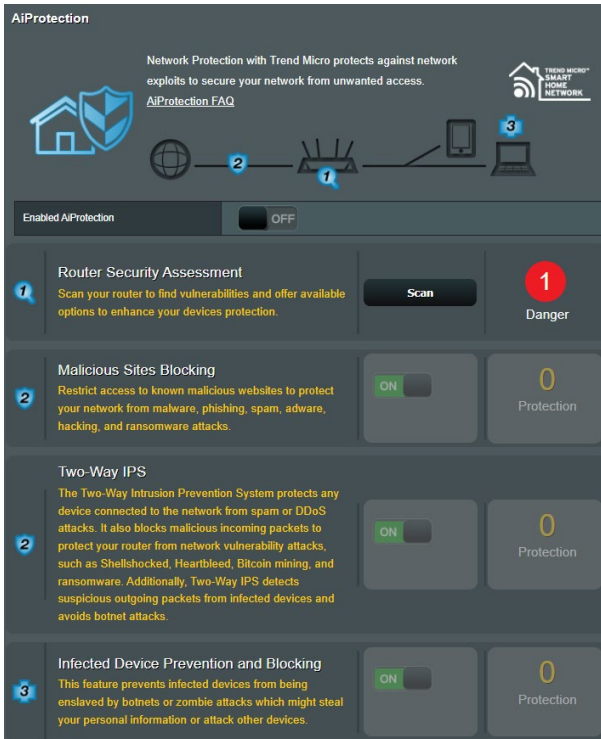 AiProtection
Network Protection with Trend Micro protects against network
exploits to secure your network from unwanted access.
AiProtection FAQ
TREND MICRO™
SMART
HOME
NETWORK
2
1
3
Enabled AiProtection
OFF
1
Router Security Assessment
Scan your router to find vulnerabilities and offer available
options to enhance your devices protection.
Scan
1
Danger
2
Malicious Sites Blocking
Restrict access to known malicious websites to protect
your network from malware, phishing, spam, adware,
hacking, and ransomware attacks.
ON
0
Protection
2
Two-Way IPS
The Two-Way Intrusion Prevention System protects any
device connected to the network from spam or DDoS
attacks. It also blocks malicious incoming packets to
protect your router from network vulnerability attacks,
such as Shellshocked, Heartbleed, Bitcoin mining, and
ransomware. Additionally, Two-Way IPS detects
suspicious outgoing packets from infected devices and
avoids botnet attacks.
ON
0
Protection
3
Infected Device Prevention and Blocking
This feature prevents infected devices from being
enslaved by botnets or zombie attacks which might steal
your personal information or attack other devices.
ON
0
Protection